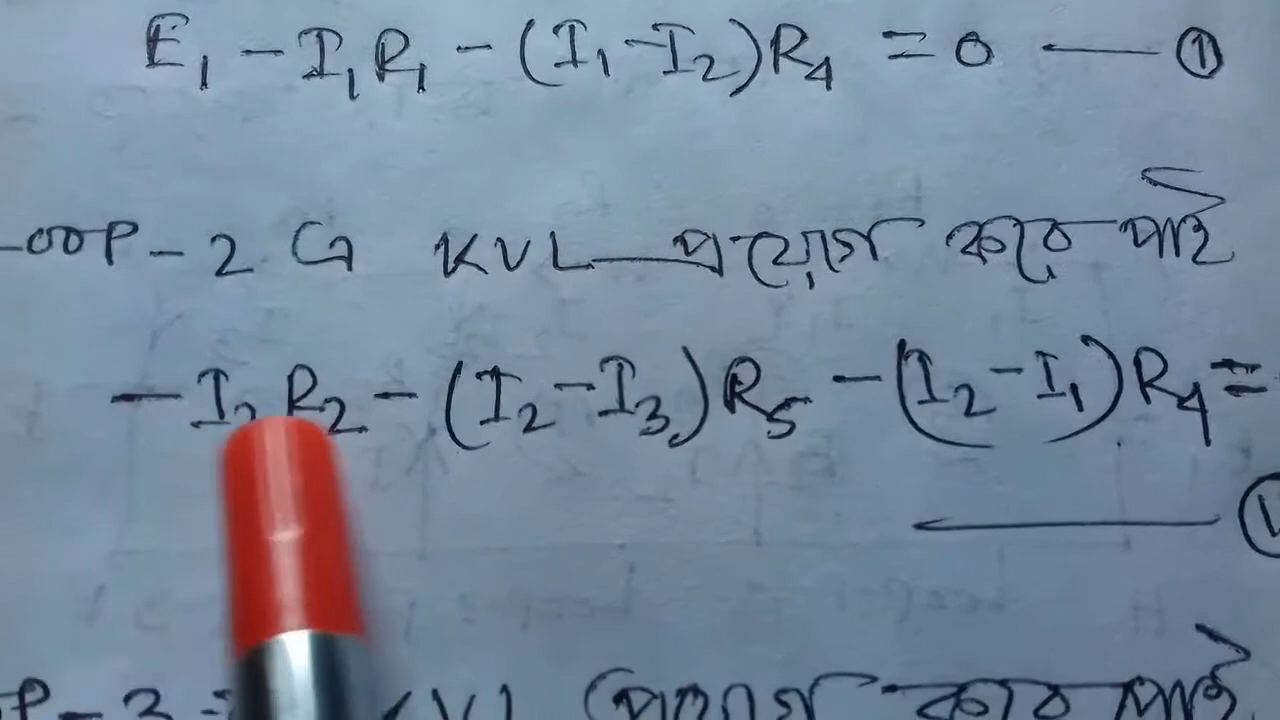 E₁ - I₁R₁ - (I₁-I₂)R₄ = 0 — ①
-OOP - 2 এ KVL প্রয়োগ করে পাই
- I₂R₂ - (I₂-I₃)R₅ - (I₂-I₁)R₄ =
P - 3 KVL প্রয়োগ করে পাই